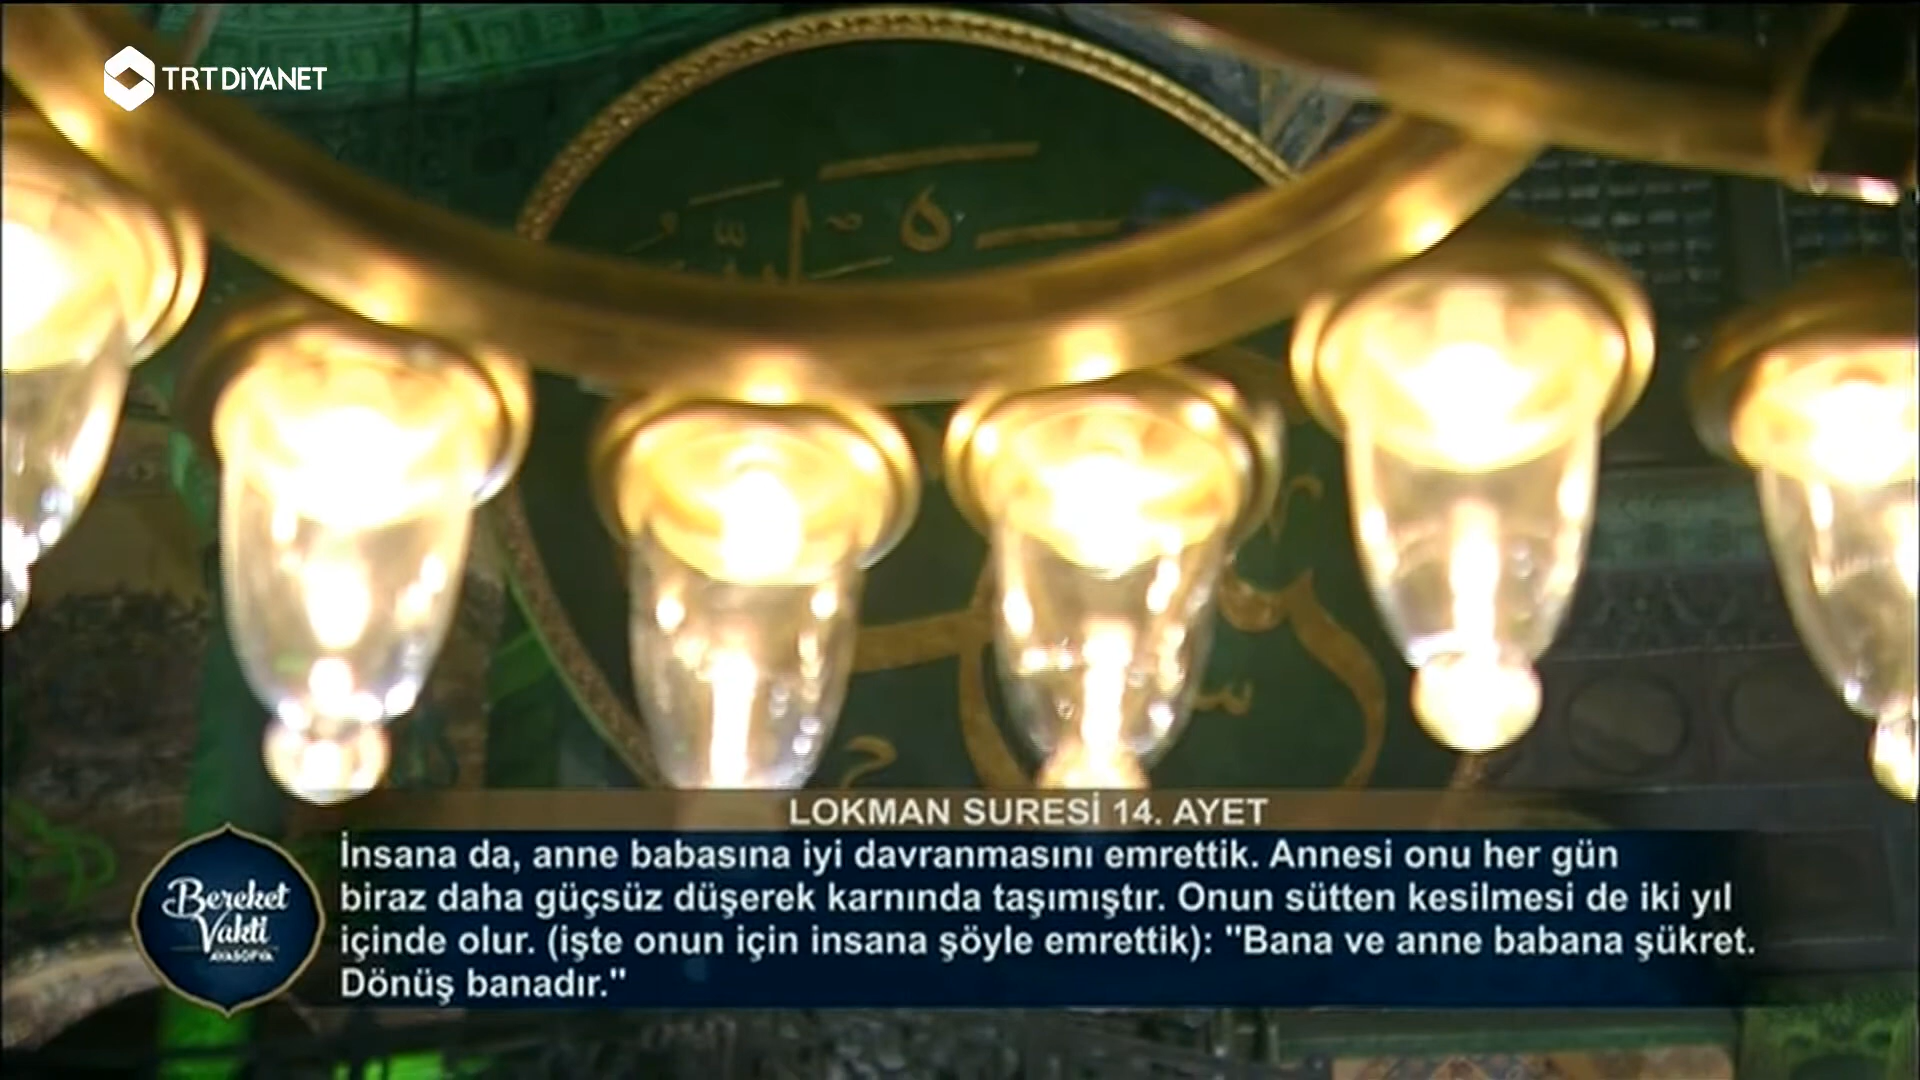 TRT DİYANET
LOKMAN SURESİ 14. AYET
İnsana da, anne babasına iyi davranmasını emrettik. Annesi onu her gün
biraz daha güçsüz düşerek karnında taşımıştır. Onun sütten kesilmesi de iki yıl
içinde olur. (işte onun için insana şöyle emrettik): "Bana ve anne babana şükret.
Dönüş banadır."
Bereket
Vakti
AYASOFYA